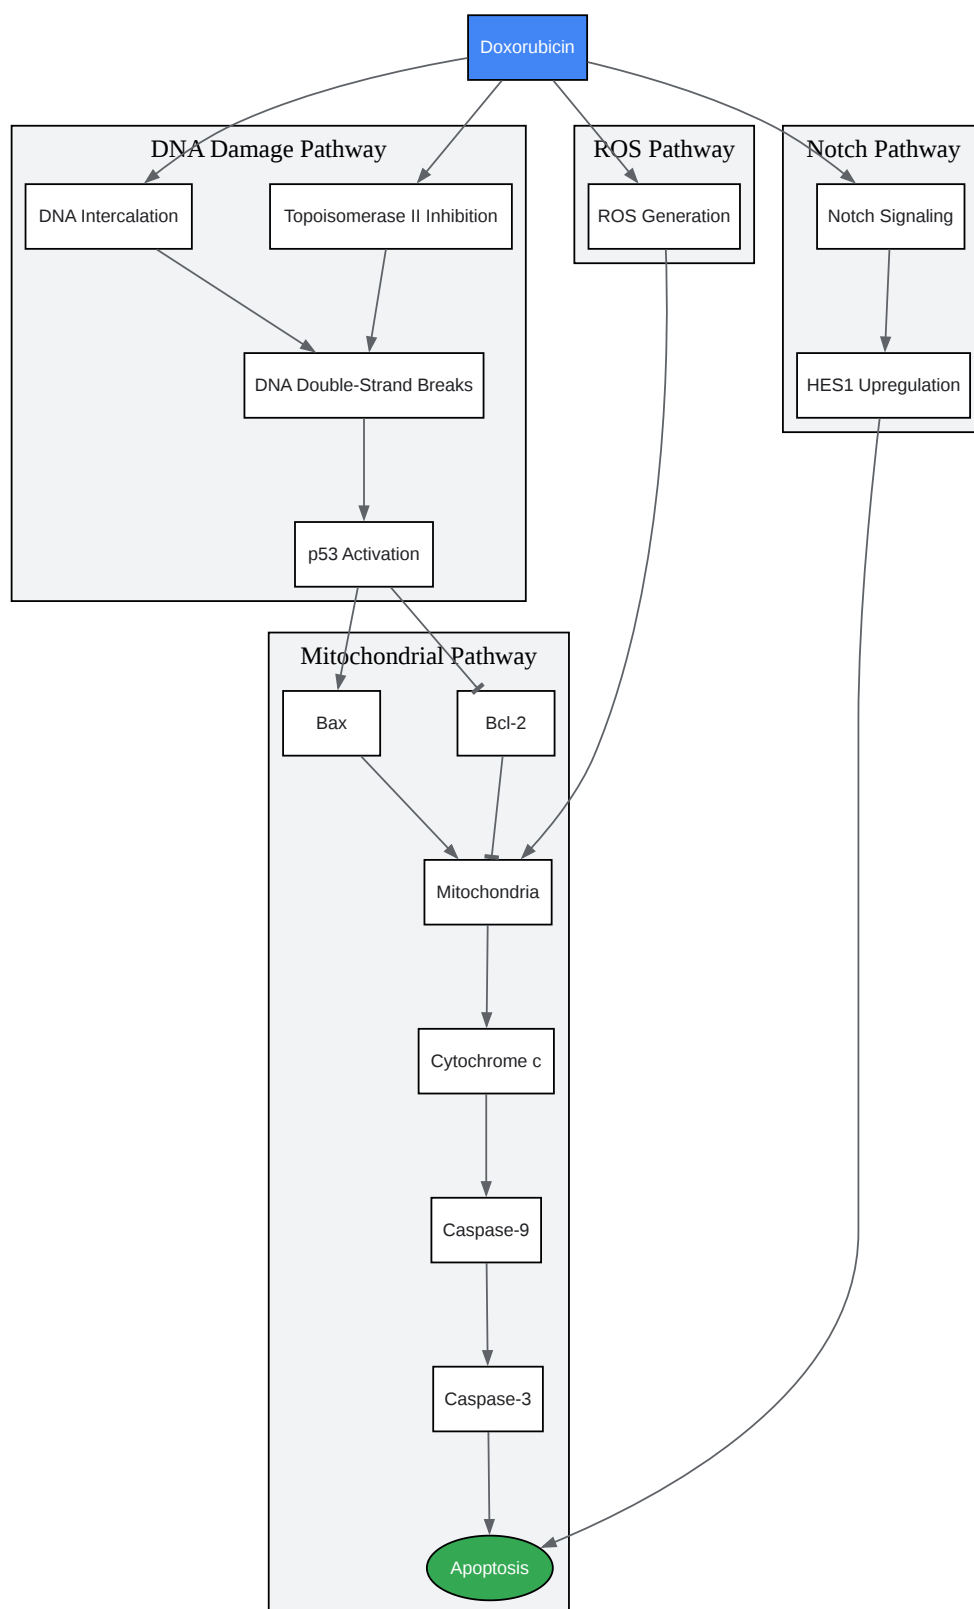 Doxorubicin
DNA Damage Pathway
ROS Pathway
Notch Pathway
DNA Intercalation
Topoisomerase II Inhibition
ROS Generation
Notch Signaling
DNA Double-Strand Breaks
HES1 Upregulation
p53 Activation
Mitochondrial Pathway
Bax
Bcl-2
Mitochondria
Cytochrome c
Caspase-9
Caspase-3
Apoptosis